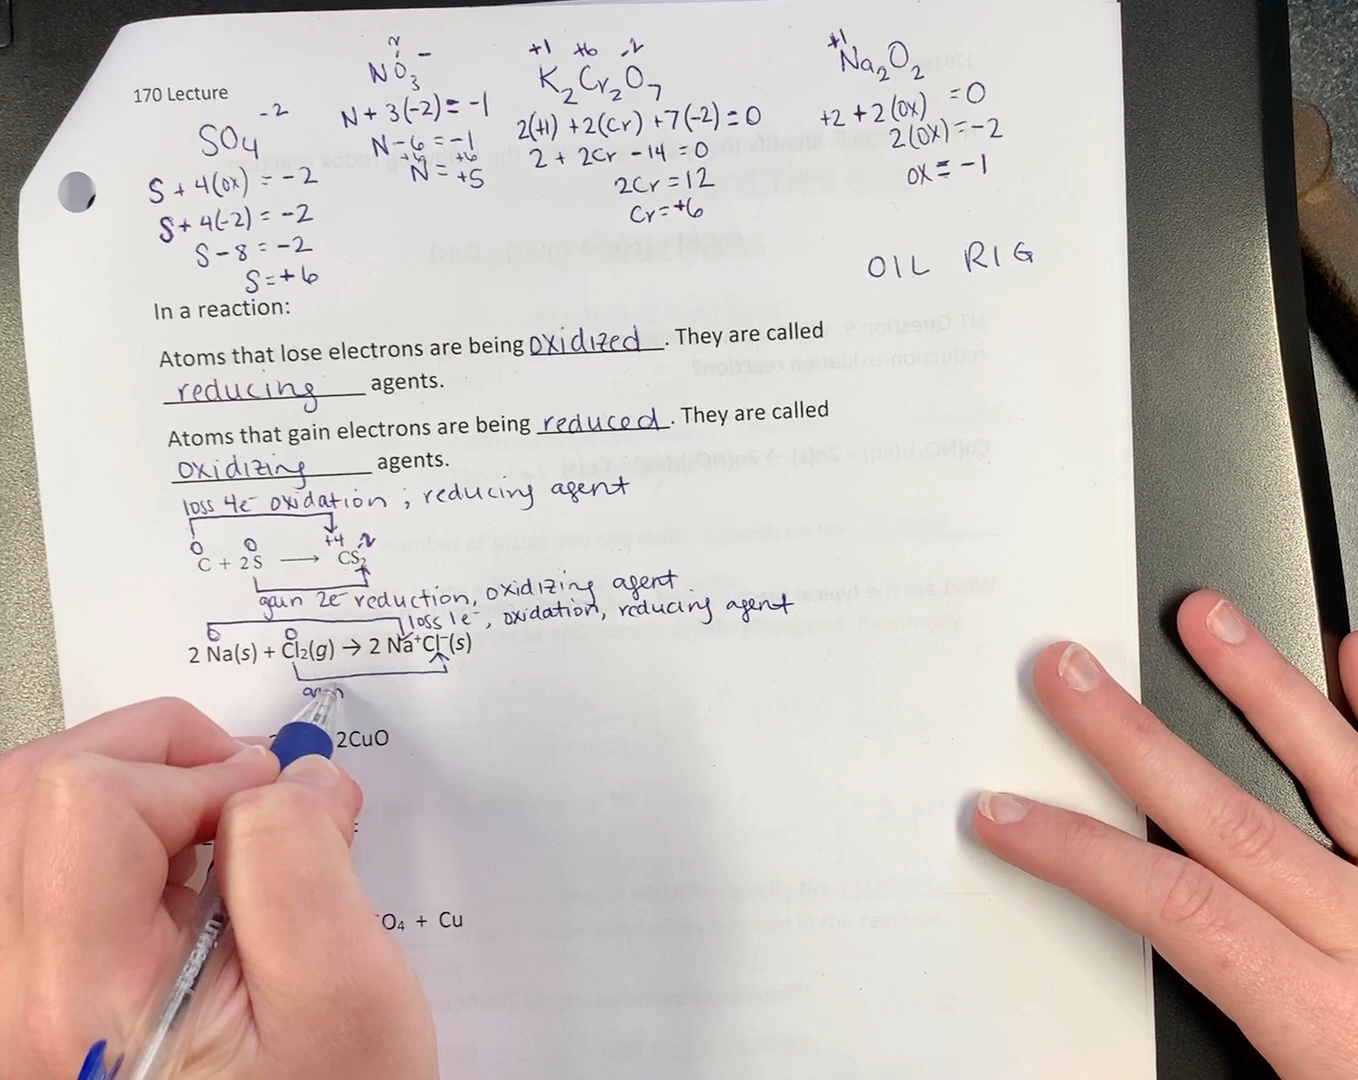 170 Lecture
SO4 -2
S + 4(ox) = -2
S + 4(-2) = -2
S - 8 = -2
S = +6
-2
NO3 -
N + 3(-2) = -1
N - 6 = -1
+6 +6
N = +5
+1 +6 -2
K2Cr2O7
2(+1) + 2(Cr) + 7(-2) = 0
2 + 2Cr - 14 = 0
2Cr = 12
Cr = +6
+1
Na2O2
+2 + 2(ox) = 0
2(ox) = -2
ox = -1
OIL RIG
In a reaction:
Atoms that lose electrons are being oxidized. They are called
reducing agents.
Atoms that gain electrons are being reduced. They are called
oxidizing agents.
loss 4e- oxidation ; reducing agent
0 0 +4 -2
C + 2S → CS2
gain 2e- reduction, oxidizing agent
loss 1e-, oxidation, reducing agent
0 0
2 Na(s) + Cl2(g) → 2 Na+Cl-(s)
2CuO
O4 + Cu